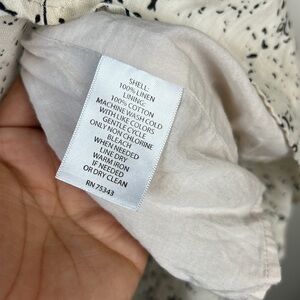 SHELL:
100% LINEN
LINING:
100% COTTON
MACHINE WASH COLD
WITH LIKE COLORS
GENTLE CYCLE
ONLY NON CHLORINE
BLEACH
WHEN NEEDED
LINE DRY
WARM IRON
IF NEEDED
OR DRY CLEAN
RN 75343